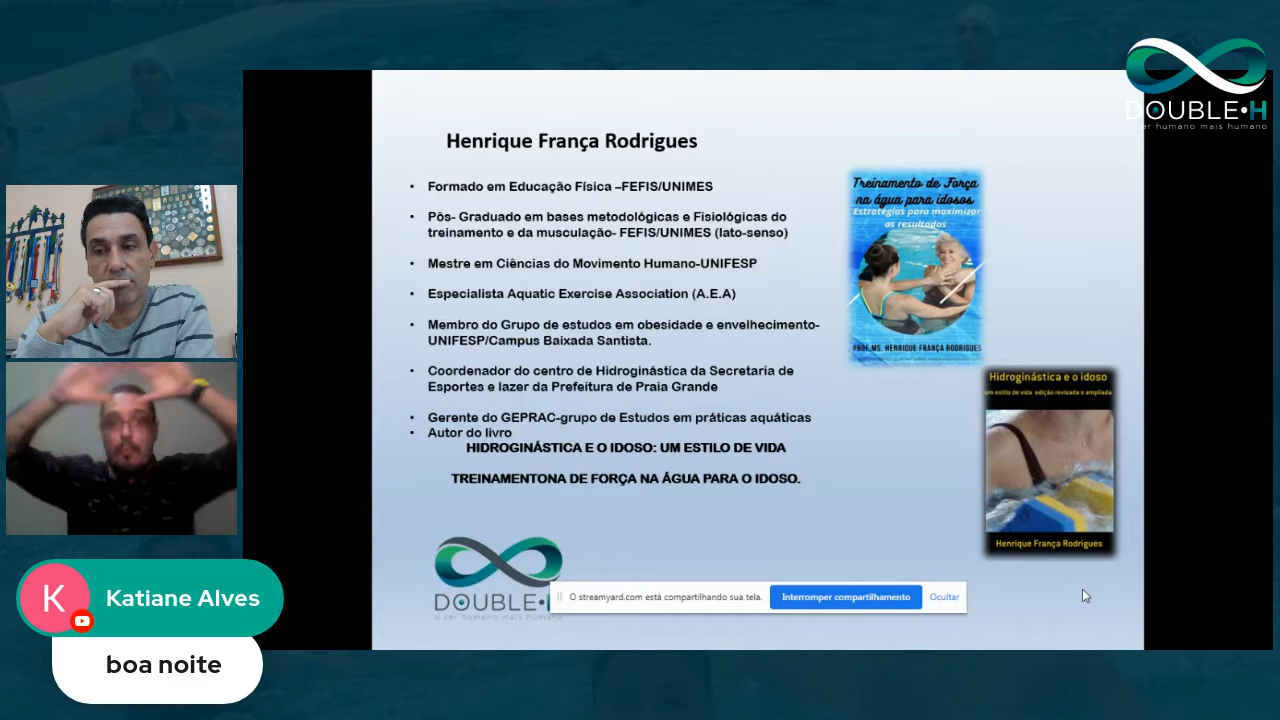 DOUBLE•H
a ser humano mais humano
Henrique França Rodrigues
• Formado em Educação Física –FEFIS/UNIMES
• Pôs- Graduado em bases metodológicas e Fisiológicas do
treinamento e da musculação- FEFIS/UNIMES (lato-senso)
• Mestre em Ciências do Movimento Humano-UNIFESP
• Especialista Aquatic Exercise Association (A.E.A)
• Membro do Grupo de estudos em obesidade e envelhecimento-
UNIFESP/Campus Baixada Santista.
• Coordenador do centro de Hidroginástica da Secretaria de
Esportes e lazer da Prefeitura de Praia Grande
• Gerente do GEPRAC-grupo de Estudos em práticas aquáticas
• Autor do livro
HIDROGINÁSTICA E O IDOSO: UM ESTILO DE VIDA
TREINAMENTONA DE FORÇA NA ÁGUA PARA O IDOSO.
Treinamento de Força
na água para idosos
Estratégias para maximizar
os resultados
PROF.MS. HENRIQUE FRANÇA RODRIGUES
Hidroginástica e o idoso
um estilo de vida edição revisada e ampliada
Henrique França Rodrigues
DOUBLE•
a ser humano mais humano
O streamyard.com está compartilhando sua tela.
Interromper compartilhamento
Ocultar
K
Katiane Alves
boa noite